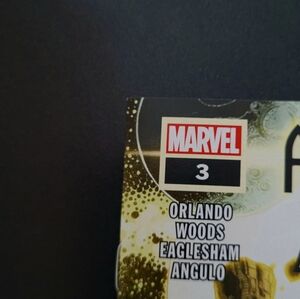 MARVEL
3
ORLANDO
WOODS
EAGLESHAM
ANGULO